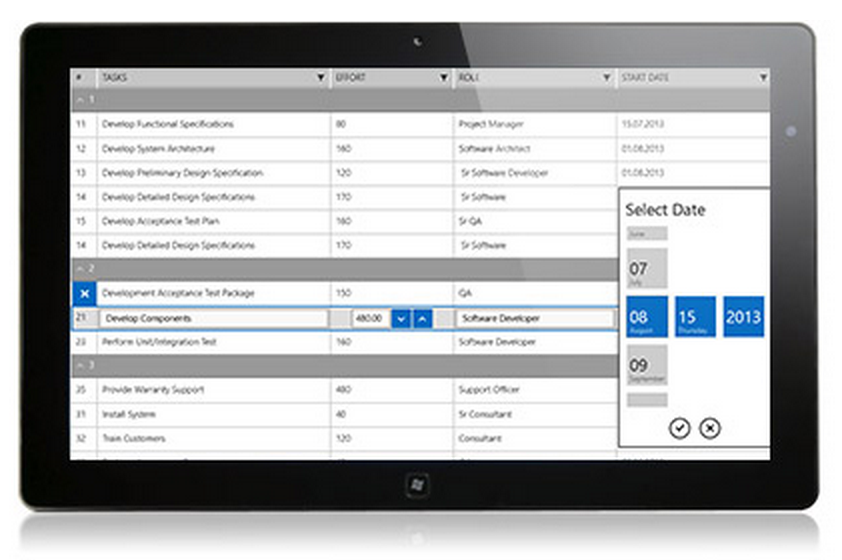 # TASKS EFFORT ROLE START DATE
1
11 Develop Functional Specifications 80 Project Manager 15.07.2013
12 Develop System Architecture 160 Software Architect 01.08.2013
13 Develop Preliminary Design Specification 120 Sr Software Developer 01.08.2013
14 Develop Detailed Design Specifications 170 Sr Software
15 Develop Acceptance Test Plan 160 Sr QA
14 Develop Detailed Design Specifications 170 Sr Software
2
Development Acceptance Test Package 150 QA
21 Develop Components 480.00 Software Developer
23 Perform Unit/Integration Test 160 Software Developer
3
35 Provide Warranty Support 480 Support Officer
31 Install System 40 Sr Consultant
32 Train Customers 120 Consultant
Select Date
June
07
July
08 15 2013
August Thursday
09
September